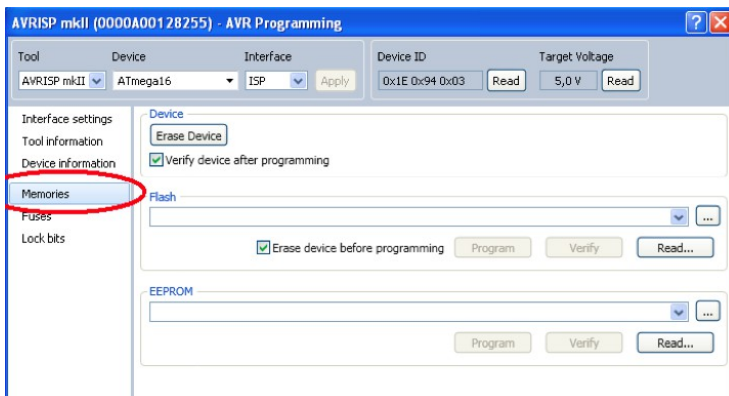 AVRISP mkII (0000A00128255) - AVR Programming
Tool Device Interface Device ID Target Voltage
AVRISP mkII ATmega16 ISP Apply 0x1E 0x94 0x03 Read 5,0 V Read
Interface settings
Tool information
Device information
Memories
Fuses
Lock bits
Device
Erase Device
Verify device after programming
Flash
...
Erase device before programming Program Verify Read...
EEPROM
...
Program Verify Read...